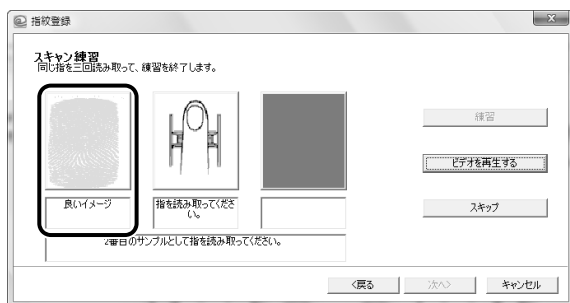 指紋登録
スキャン練習
同じ指を三回読み取って、練習を終了します。
練習
ビデオを再生する
良いイメージ
指を読み取ってくださ
い。
スキップ
2番目のサンプルとして指を読み取ってください。
<戻る
次へ>
キャンセル